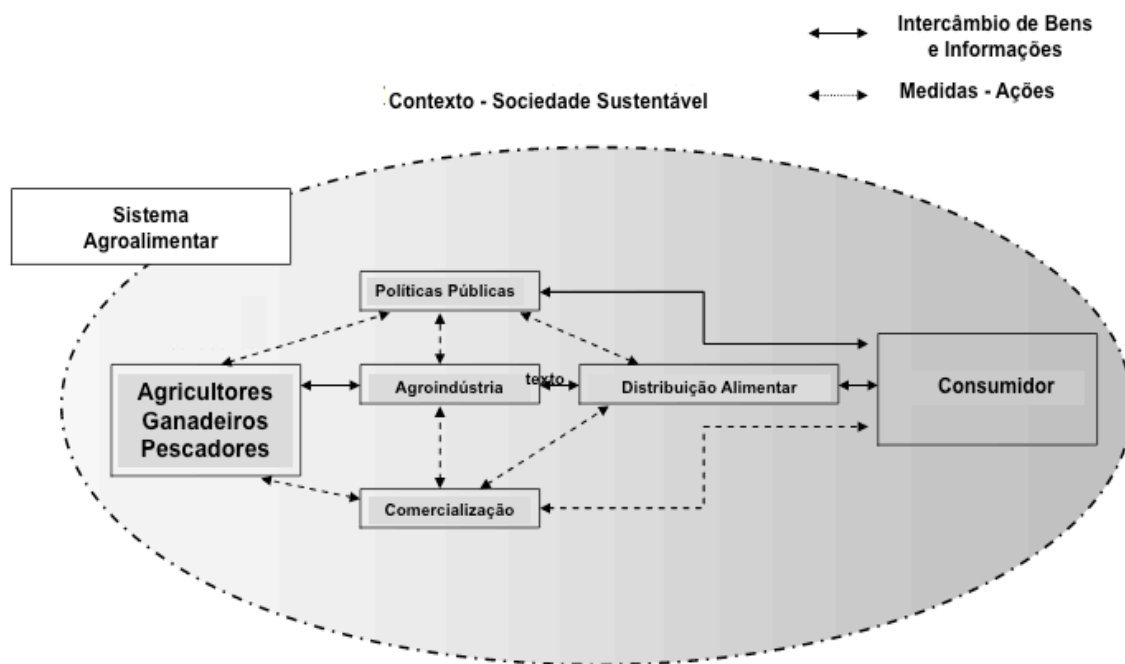 Intercâmbio de Bens
e Informações
Medidas - Ações
Contexto - Sociedade Sustentável
Sistema
Agroalimentar
Políticas Públicas
Agricultores
Ganadeiros
Pescadores
Agroindústria
texto
Distribuição Alimentar
Consumidor
Comercialização